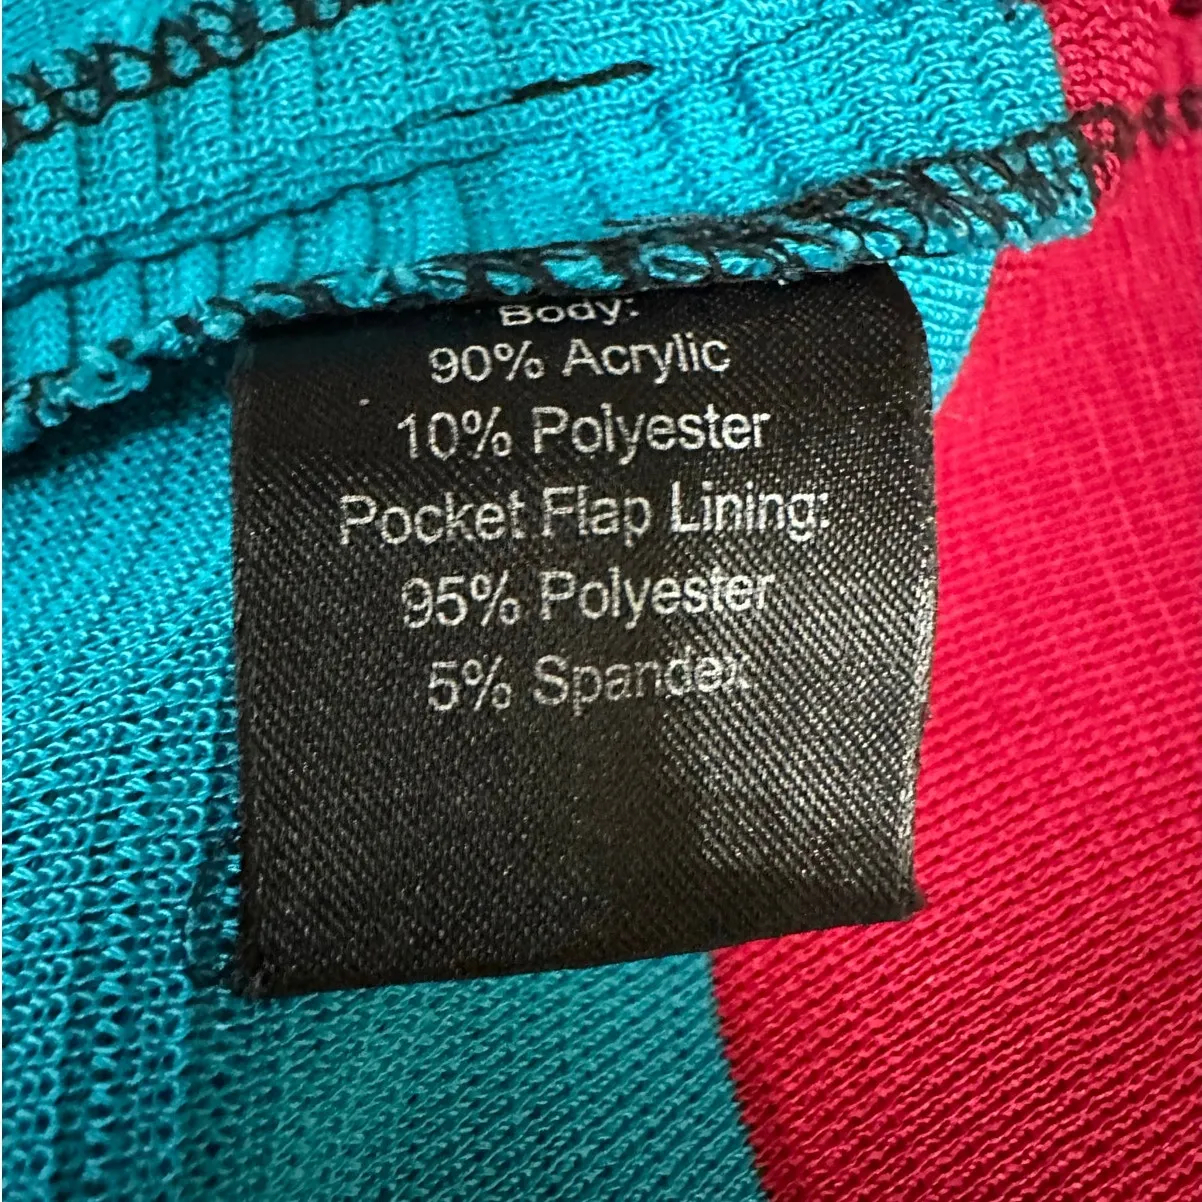 Body:
90% Acrylic
10% Polyester
Pocket Flap Lining:
95% Polyester
5% Spandex